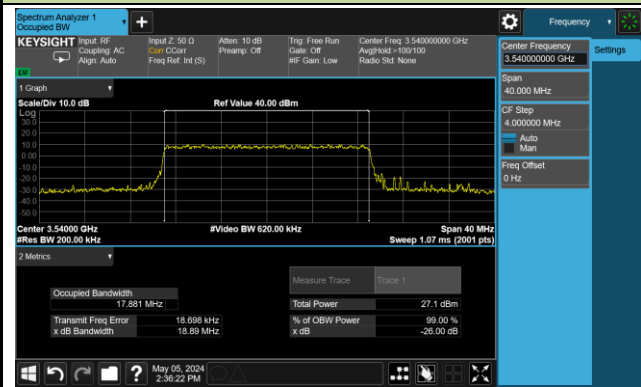 Spectrum Analyzer 1
Occupied BW
Frequency
KEYSIGHT
Input: RF
Coupling: AC
Align: Auto
Input Z: 50 Ω
Corr CCorr
Freq Ref: Int (S)
Atten: 10 dB
Preamp: Off
Trig: Free Run
Gate: Off
#IF Gain: Low
Center Freq: 3.540000000 GHz
Avg|Hold:>100/100
Radio Std: None
LXI
Center Frequency
3.540000000 GHz
Settings
Span
40.000 MHz
CF Step
4.000000 MHz
Auto
Man
Freq Offset
0 Hz
1 Graph
Scale/Div 10.0 dB
Ref Value 40.00 dBm
Log
30.0
20.0
10.0
0.00
-10.0
-20.0
-30.0
-40.0
-50.0
Center 3.54000 GHz
#Video BW 620.00 kHz
Span 40 MHz
#Res BW 200.00 kHz
Sweep 1.07 ms (2001 pts)
2 Metrics
Measure Trace
Trace 1
Occupied Bandwidth
17.881 MHz
Total Power
27.1 dBm
Transmit Freq Error
18.698 kHz
% of OBW Power
99.00 %
x dB Bandwidth
18.89 MHz
x dB
-26.00 dB
?
May 05, 2024
2:36:22 PM